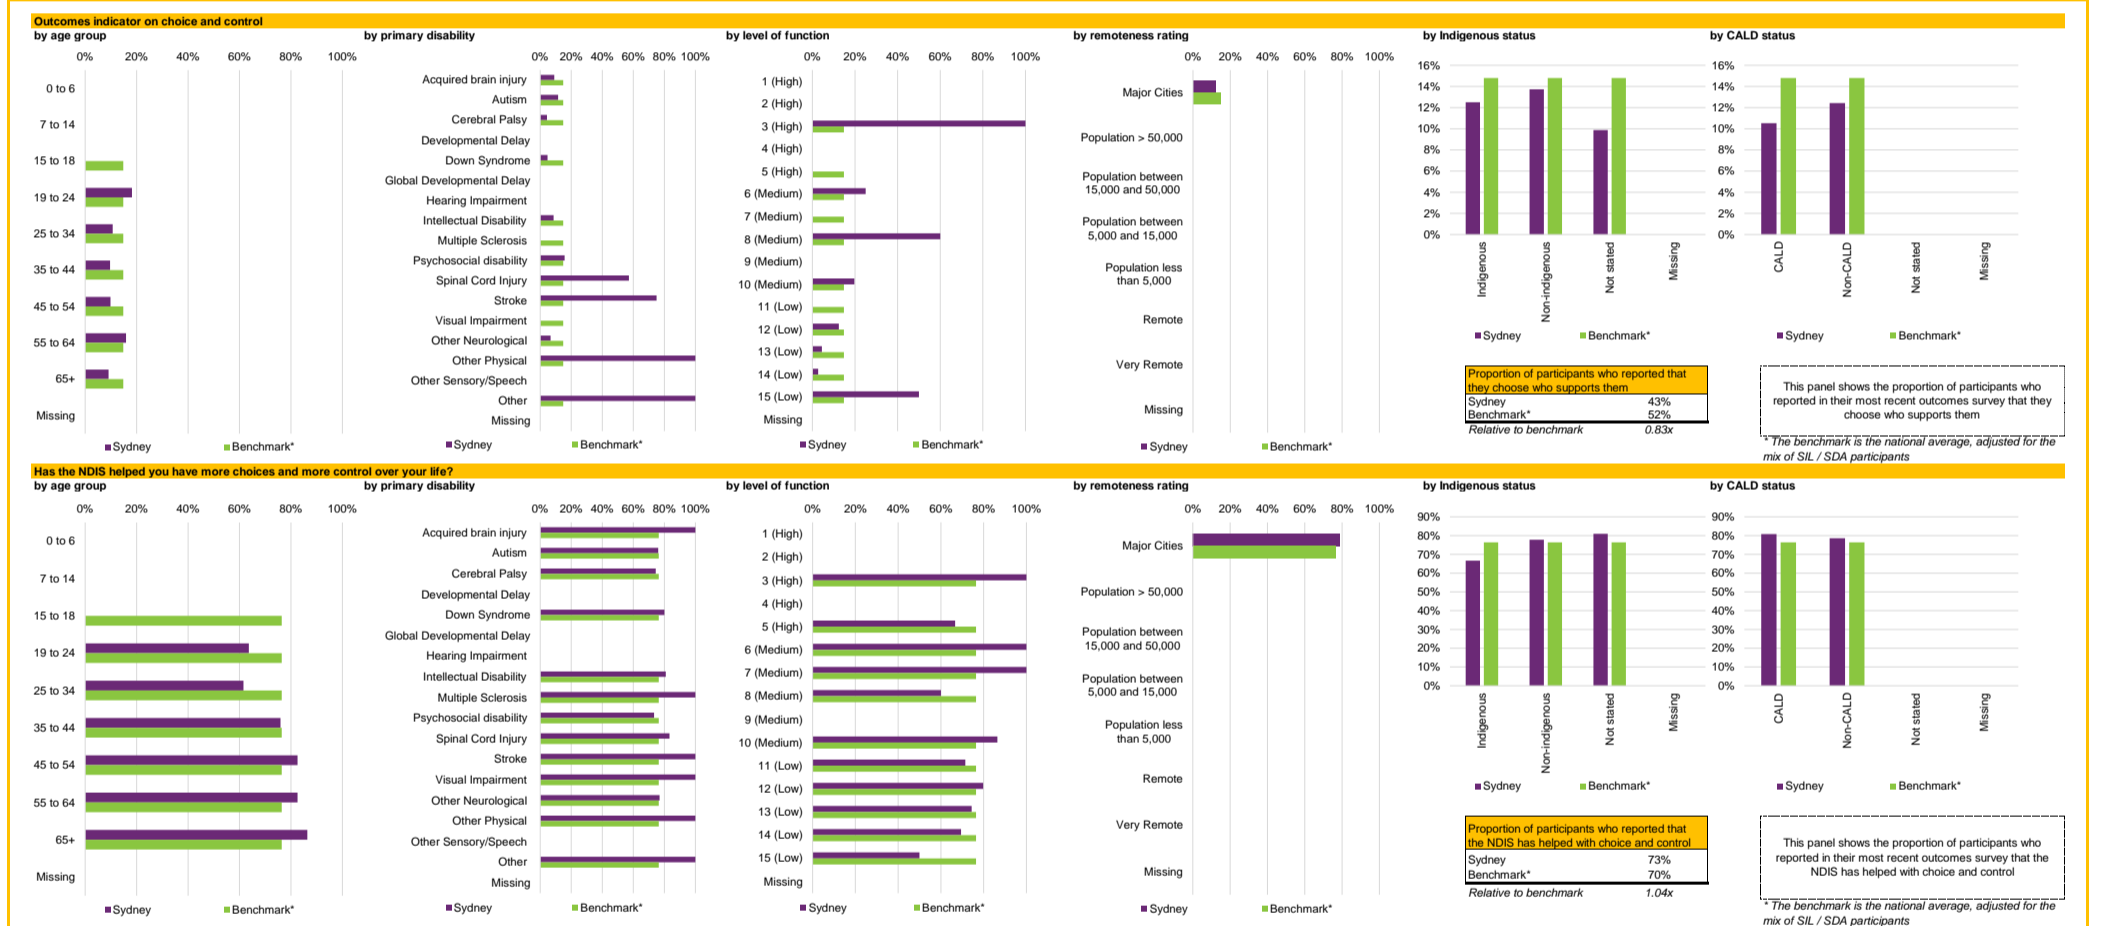 Outcomes indicator on choice and control
by age group
0% 20% 40% 60% 80% 100%
0 to 6
7 to 14
15 to 18
19 to 24
25 to 34
35 to 44
45 to 54
55 to 64
65+
Missing
Sydney Benchmark*
by primary disability
0% 20% 40% 60% 80% 100%
Acquired brain injury
Autism
Cerebral Palsy
Developmental Delay
Down Syndrome
Global Developmental Delay
Hearing Impairment
Intellectual Disability
Multiple Sclerosis
Psychosocial disability
Spinal Cord Injury
Stroke
Visual Impairment
Other Neurological
Other Physical
Other Sensory/Speech
Other
Missing
Sydney Benchmark*
by level of function
0% 20% 40% 60% 80% 100%
1 (High)
2 (High)
3 (High)
4 (High)
5 (High)
6 (Medium)
7 (Medium)
8 (Medium)
9 (Medium)
10 (Medium)
11 (Low)
12 (Low)
13 (Low)
14 (Low)
15 (Low)
Missing
Sydney Benchmark*
by remoteness rating
0% 20% 40% 60% 80% 100%
Major Cities
Population > 50,000
Population between
15,000 and 50,000
Population between
5,000 and 15,000
Population less
than 5,000
Remote
Very Remote
Missing
Sydney Benchmark*
by Indigenous status
16%
14%
12%
10%
8%
6%
4%
2%
0%
Indigenous
Non-indigenous
Not stated
Missing
Sydney Benchmark*
by CALD status
16%
14%
12%
10%
8%
6%
4%
2%
0%
CALD
Non-CALD
Not stated
Missing
Sydney Benchmark*
Proportion of participants who reported that
they choose who supports them
Sydney 43%
Benchmark* 52%
Relative to benchmark 0.83x
This panel shows the proportion of participants who
reported in their most recent outcomes survey that they
choose who supports them
* The benchmark is the national average, adjusted for the
mix of SIL / SDA participants
Has the NDIS helped you have more choices and more control over your life?
by age group
0% 20% 40% 60% 80% 100%
0 to 6
7 to 14
15 to 18
19 to 24
25 to 34
35 to 44
45 to 54
55 to 64
65+
Missing
Sydney Benchmark*
by primary disability
0% 20% 40% 60% 80% 100%
Acquired brain injury
Autism
Cerebral Palsy
Developmental Delay
Down Syndrome
Global Developmental Delay
Hearing Impairment
Intellectual Disability
Multiple Sclerosis
Psychosocial disability
Spinal Cord Injury
Stroke
Visual Impairment
Other Neurological
Other Physical
Other Sensory/Speech
Other
Missing
Sydney Benchmark*
by level of function
0% 20% 40% 60% 80% 100%
1 (High)
2 (High)
3 (High)
4 (High)
5 (High)
6 (Medium)
7 (Medium)
8 (Medium)
9 (Medium)
10 (Medium)
11 (Low)
12 (Low)
13 (Low)
14 (Low)
15 (Low)
Missing
Sydney Benchmark*
by remoteness rating
0% 20% 40% 60% 80% 100%
Major Cities
Population > 50,000
Population between
15,000 and 50,000
Population between
5,000 and 15,000
Population less
than 5,000
Remote
Very Remote
Missing
Sydney Benchmark*
by Indigenous status
90%
80%
70%
60%
50%
40%
30%
20%
10%
0%
Indigenous
Non-indigenous
Not stated
Missing
Sydney Benchmark*
by CALD status
90%
80%
70%
60%
50%
40%
30%
20%
10%
0%
CALD
Non-CALD
Not stated
Missing
Sydney Benchmark*
Proportion of participants who reported that
the NDIS has helped with choice and control
Sydney 73%
Benchmark* 70%
Relative to benchmark 1.04x
This panel shows the proportion of participants who
reported in their most recent outcomes survey that the
NDIS has helped with choice and control
* The benchmark is the national average, adjusted for the
mix of SIL / SDA participants